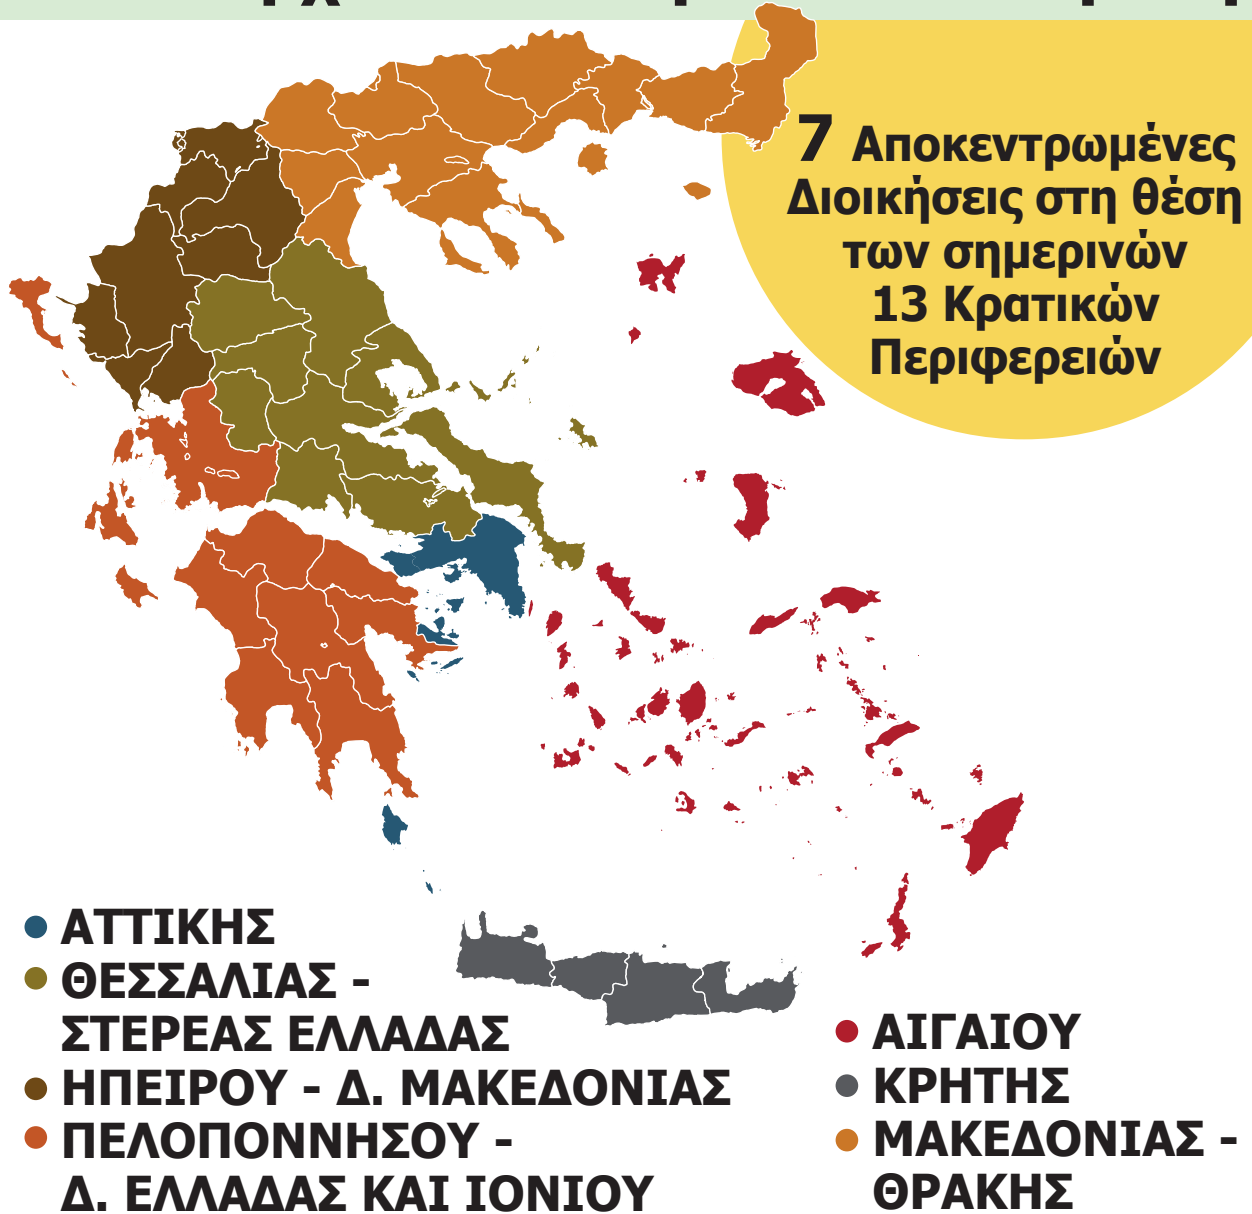 7 Αποκεντρωμένες
Διοικήσεις στη θέση
των σημερινών
13 Κρατικών
Περιφερειών
ΑΤΤΙΚΗΣ
ΘΕΣΣΑΛΙΑΣ -
ΣΤΕΡΕΑΣ ΕΛΛΑΔΑΣ
ΗΠΕΙΡΟΥ - Δ. ΜΑΚΕΔΟΝΙΑΣ
ΠΕΛΟΠΟΝΝΗΣΟΥ -
Δ. ΕΛΛΑΔΑΣ ΚΑΙ ΙΟΝΙΟΥ
ΑΙΓΑΙΟΥ
ΚΡΗΤΗΣ
ΜΑΚΕΔΟΝΙΑΣ -
ΘΡΑΚΗΣ